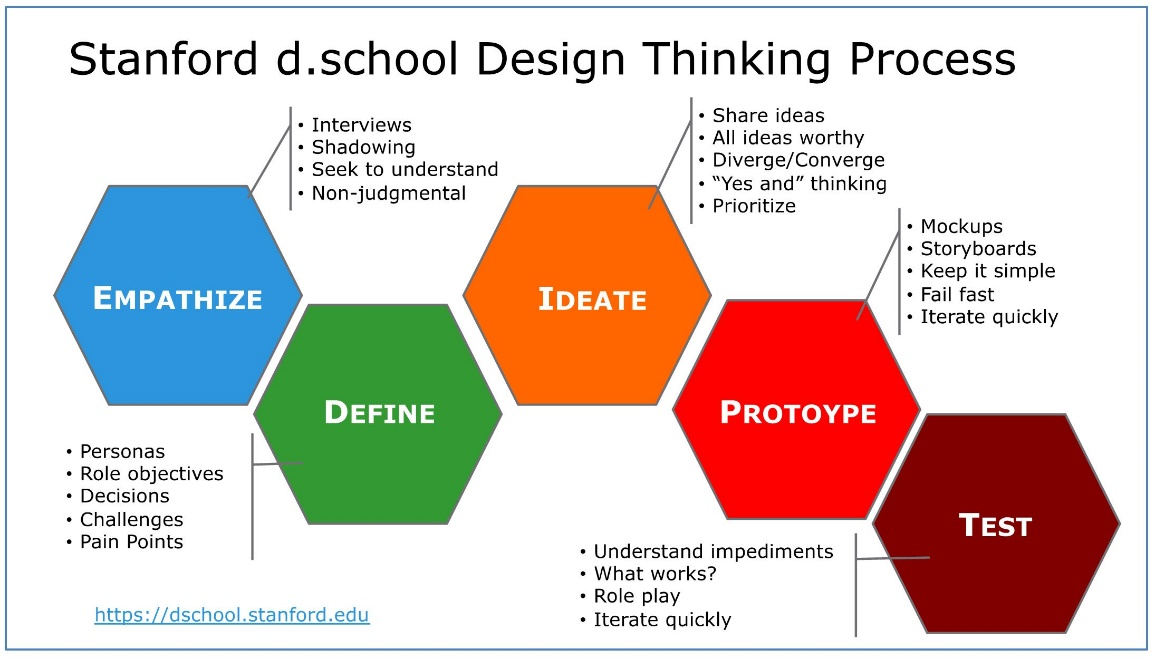 Stanford d.school Design Thinking Process
• Interviews
• Shadowing
• Seek to understand
• Non-judgmental
• Share ideas
• All ideas worthy
• Diverge/Converge
• “Yes and” thinking
• Prioritize
• Mockups
• Storyboards
• Keep it simple
• Fail fast
• Iterate quickly
EMPATHIZE
DEFINE
IDEATE
PROTOYPE
TEST
• Personas
• Role objectives
• Decisions
• Challenges
• Pain Points
• Understand impediments
• What works?
• Role play
• Iterate quickly
https://dschool.stanford.edu